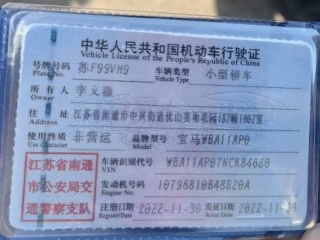 中华人民共和国机动车行驶证
Vehicle License of the People's Republic of China
号牌号码 苏F99VH9 车辆类型 小型轿车
Plate No. Vehicle Type
所有人 李义
Owner
住址 江苏省南通市中兴街道优山美地花园187幢1002室
Address
使用性质 非营运 品牌型号 宝马WBA11AP0
江苏省南通
市公安局交
通警察支队
车辆识别代号 WBA11AP07NCK84680
VIN
发动机号码 10796810B48B20A
Engine No.
注册日期 2022-11-30 发证日期 2022-11-30
Register Date Issue Date